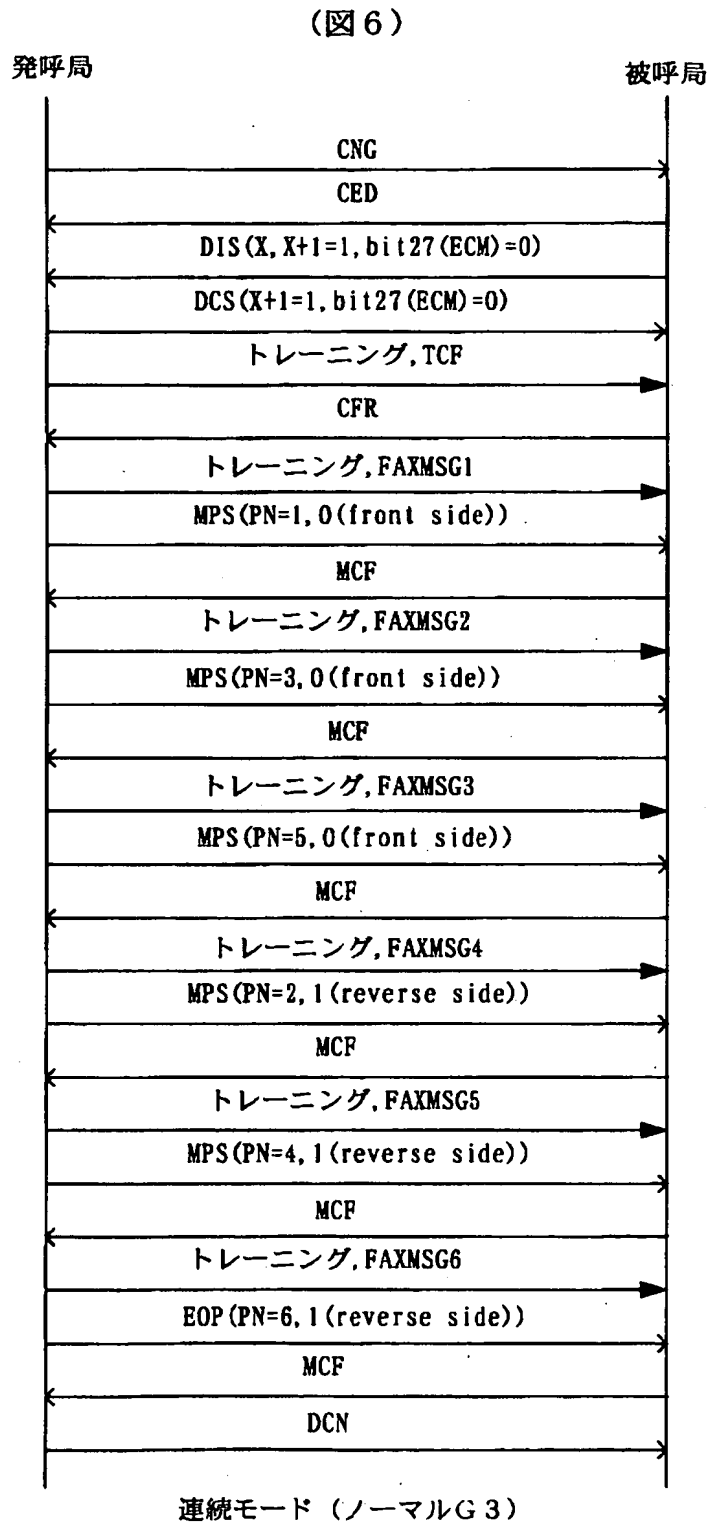 (図6)
発呼局
被呼局
CNG
CED
DIS(X,X+1=1,bit27(ECM)=0)
DCS(X+1=1,bit27(ECM)=0)
トレーニング,TCF
CFR
トレーニング,FAXMSG1
MPS(PN=1,0(front side))
MCF
トレーニング,FAXMSG2
MPS(PN=3,0(front side))
MCF
トレーニング,FAXMSG3
MPS(PN=5,0(front side))
MCF
トレーニング,FAXMSG4
MPS(PN=2,1(reverse side))
MCF
トレーニング,FAXMSG5
MPS(PN=4,1(reverse side))
MCF
トレーニング,FAXMSG6
EOP(PN=6,1(reverse side))
MCF
DCN
連続モード(ノーマルG3)